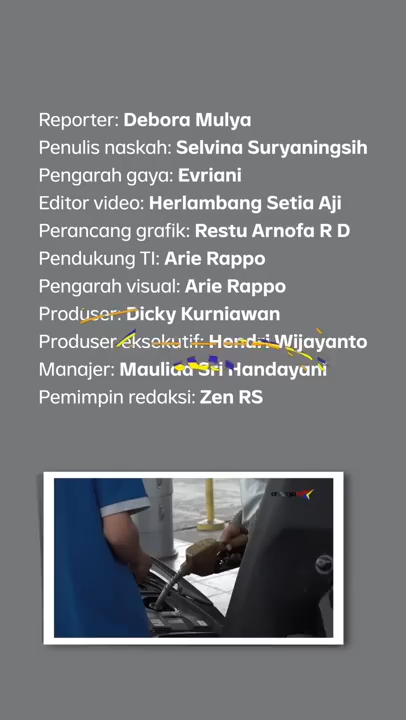 Reporter: Debora Mulya
Penulis naskah: Selvina Suryaningsih
Pengarah gaya: Evriani
Editor video: Herlambang Setia Aji
Perancang grafik: Restu Arnofa R D
Pendukung TI: Arie Rappo
Pengarah visual: Arie Rappo
Produser: Dicky Kurniawan
Produser eksekutif: Hendri Wijayanto
Manajer: Maulida Sri Handayani
Pemimpin redaksi: Zen RS